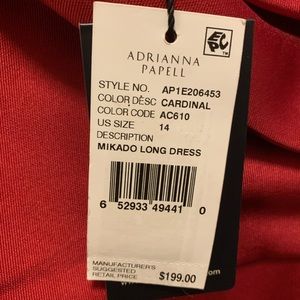 ADRIANNA
PAPELL
STYLE NO. AP1E206453
COLOR DESC CARDINAL
COLOR CODE AC610
US SIZE 14
DESCRIPTION
MIKADO LONG DRESS
6 52933 49441 0
MANUFACTURER'S
SUGGESTED
RETAIL PRICE $199.00